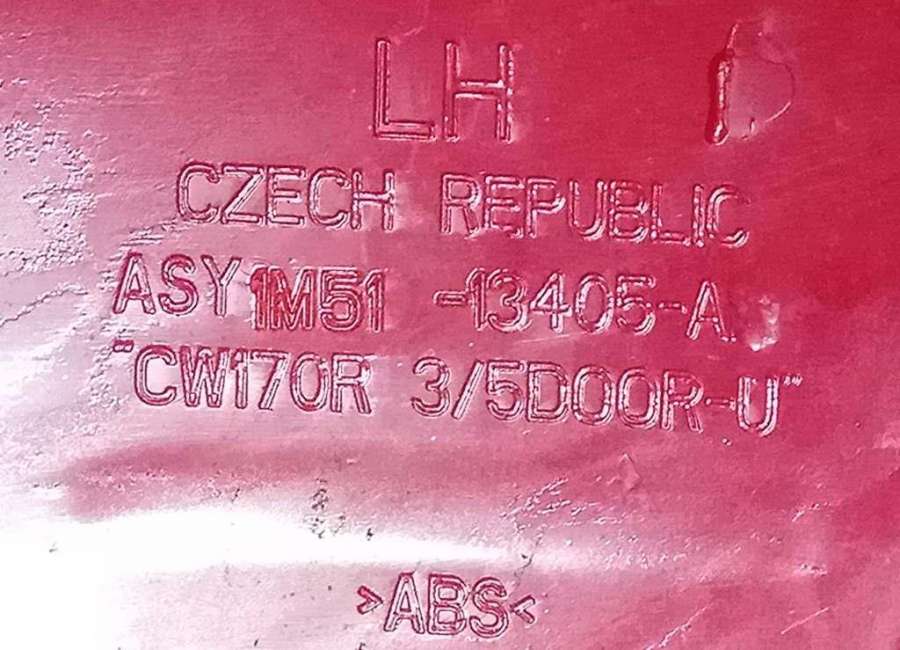 LH
CZECH REPUBLIC
ASY 1M51 -13405-A
"CW170R 3/5DOOR-U"
>ABS<